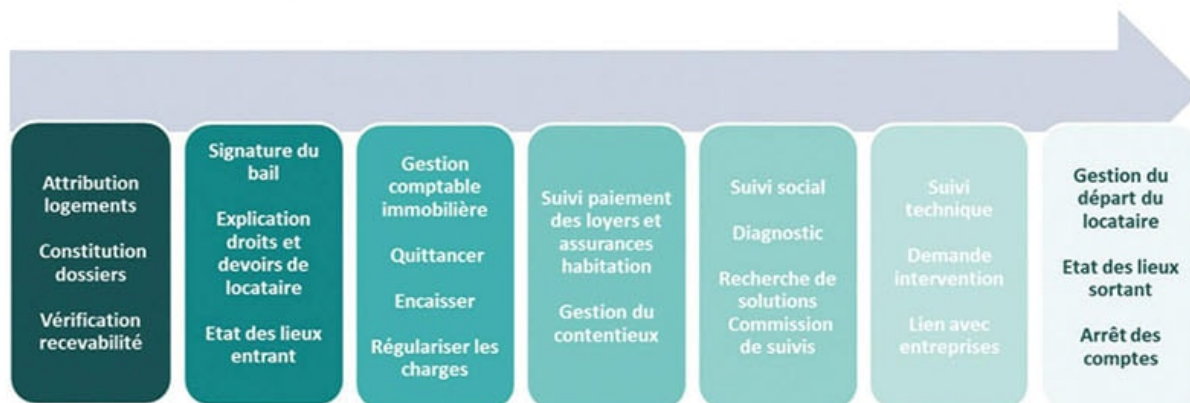 Attribution
logements
Constitution
dossiers
Vérification
recevabilité
Signature du
bail
Explication
droits et
devoirs de
locataire
Etat des lieux
entrant
Gestion
comptable
immobilière
Quittancer
Encaisser
Régulariser les
charges
Suivi paiement
des loyers et
assurances
habitation
Gestion du
contentieux
Suivi social
Diagnostic
Recherche de
solutions
Commission
de suivis
Suivi
technique
Demande
intervention
Lien avec
entreprises
Gestion du
départ du
locataire
Etat des lieux
sortant
Arrêt des
comptes